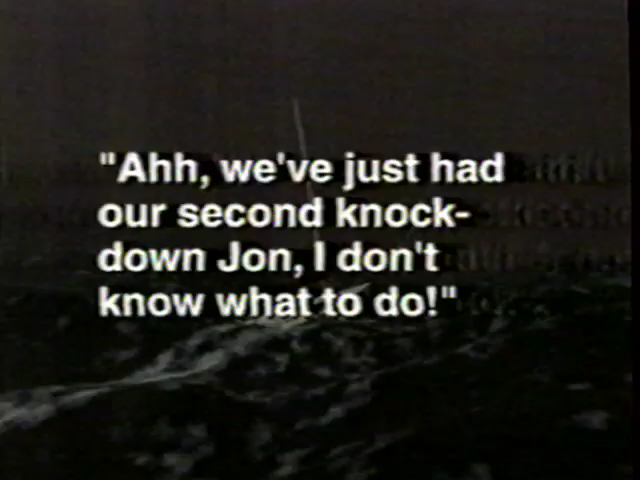 "Ahh, we've just had
our second knock-
down Jon, I don't
know what to do!"